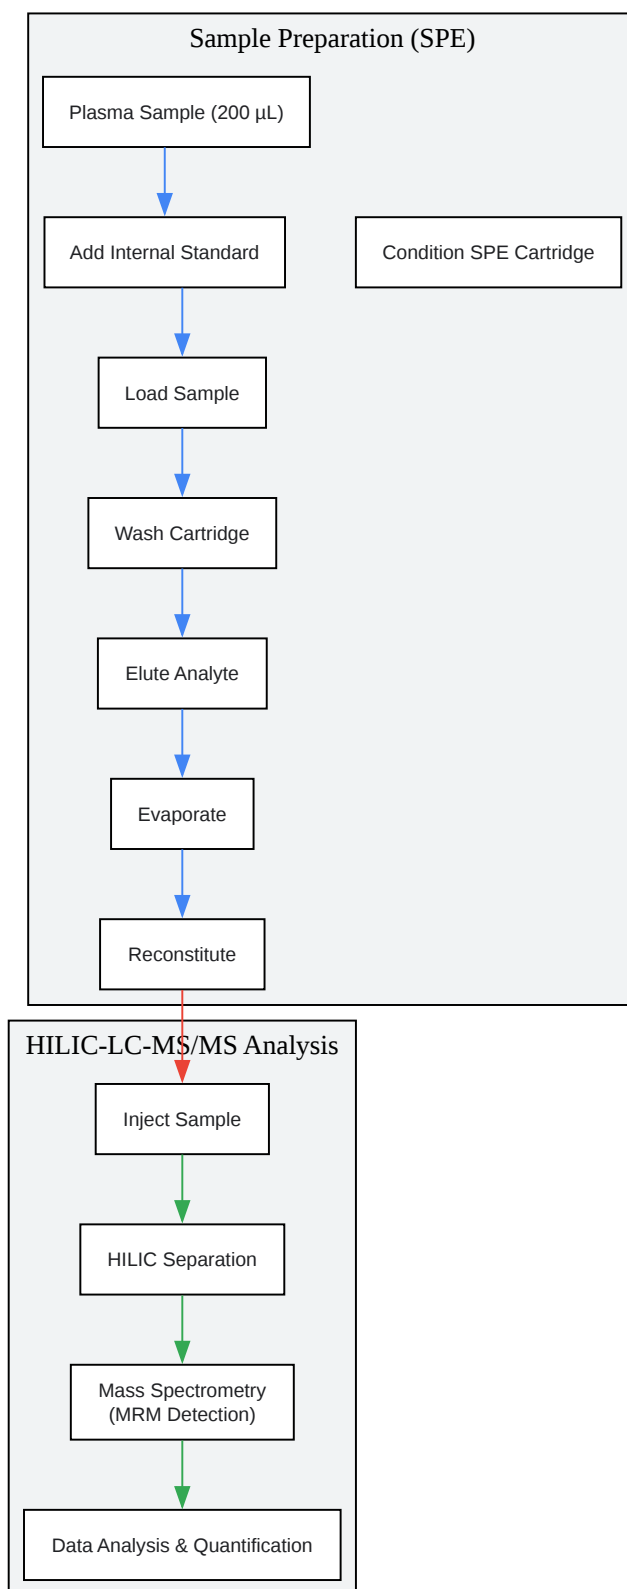 Sample Preparation (SPE)
Plasma Sample (200 µL)
Add Internal Standard
Condition SPE Cartridge
Load Sample
Wash Cartridge
Elute Analyte
Evaporate
Reconstitute
HILIC-LC-MS/MS Analysis
Inject Sample
HILIC Separation
Mass Spectrometry
(MRM Detection)
Data Analysis & Quantification